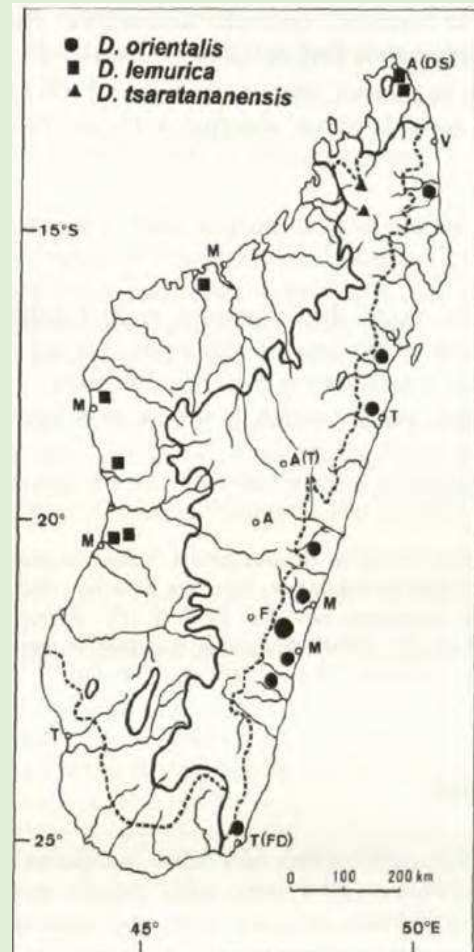 D. orientalis
D. lemurica
D. tsaratananensis
A (DS)
V
15°S
M
M
T
A (T)
20°
A
M
M
F
M
T
25°
T (FD)
0 200 km
100
45
50°E